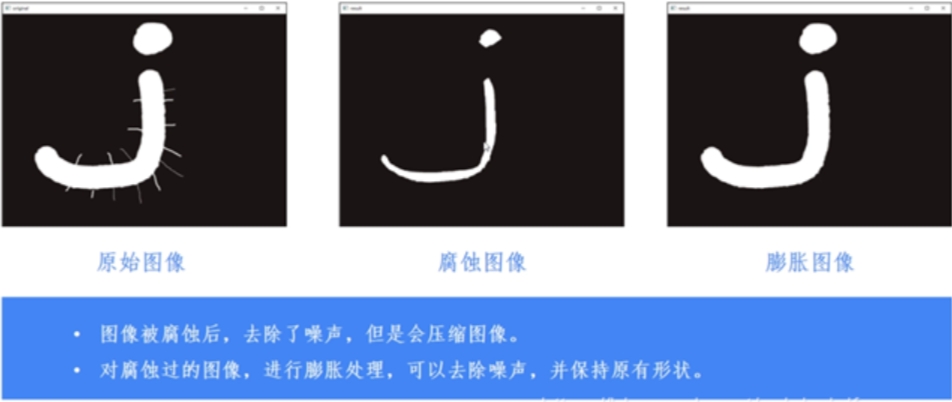 original
result
result
原始图像
腐蚀图像
膨胀图像
• 图像被腐蚀后，去除了噪声，但是会压缩图像。
• 对腐蚀过的图像，进行膨胀处理，可以去除噪声，并保持原有形状。